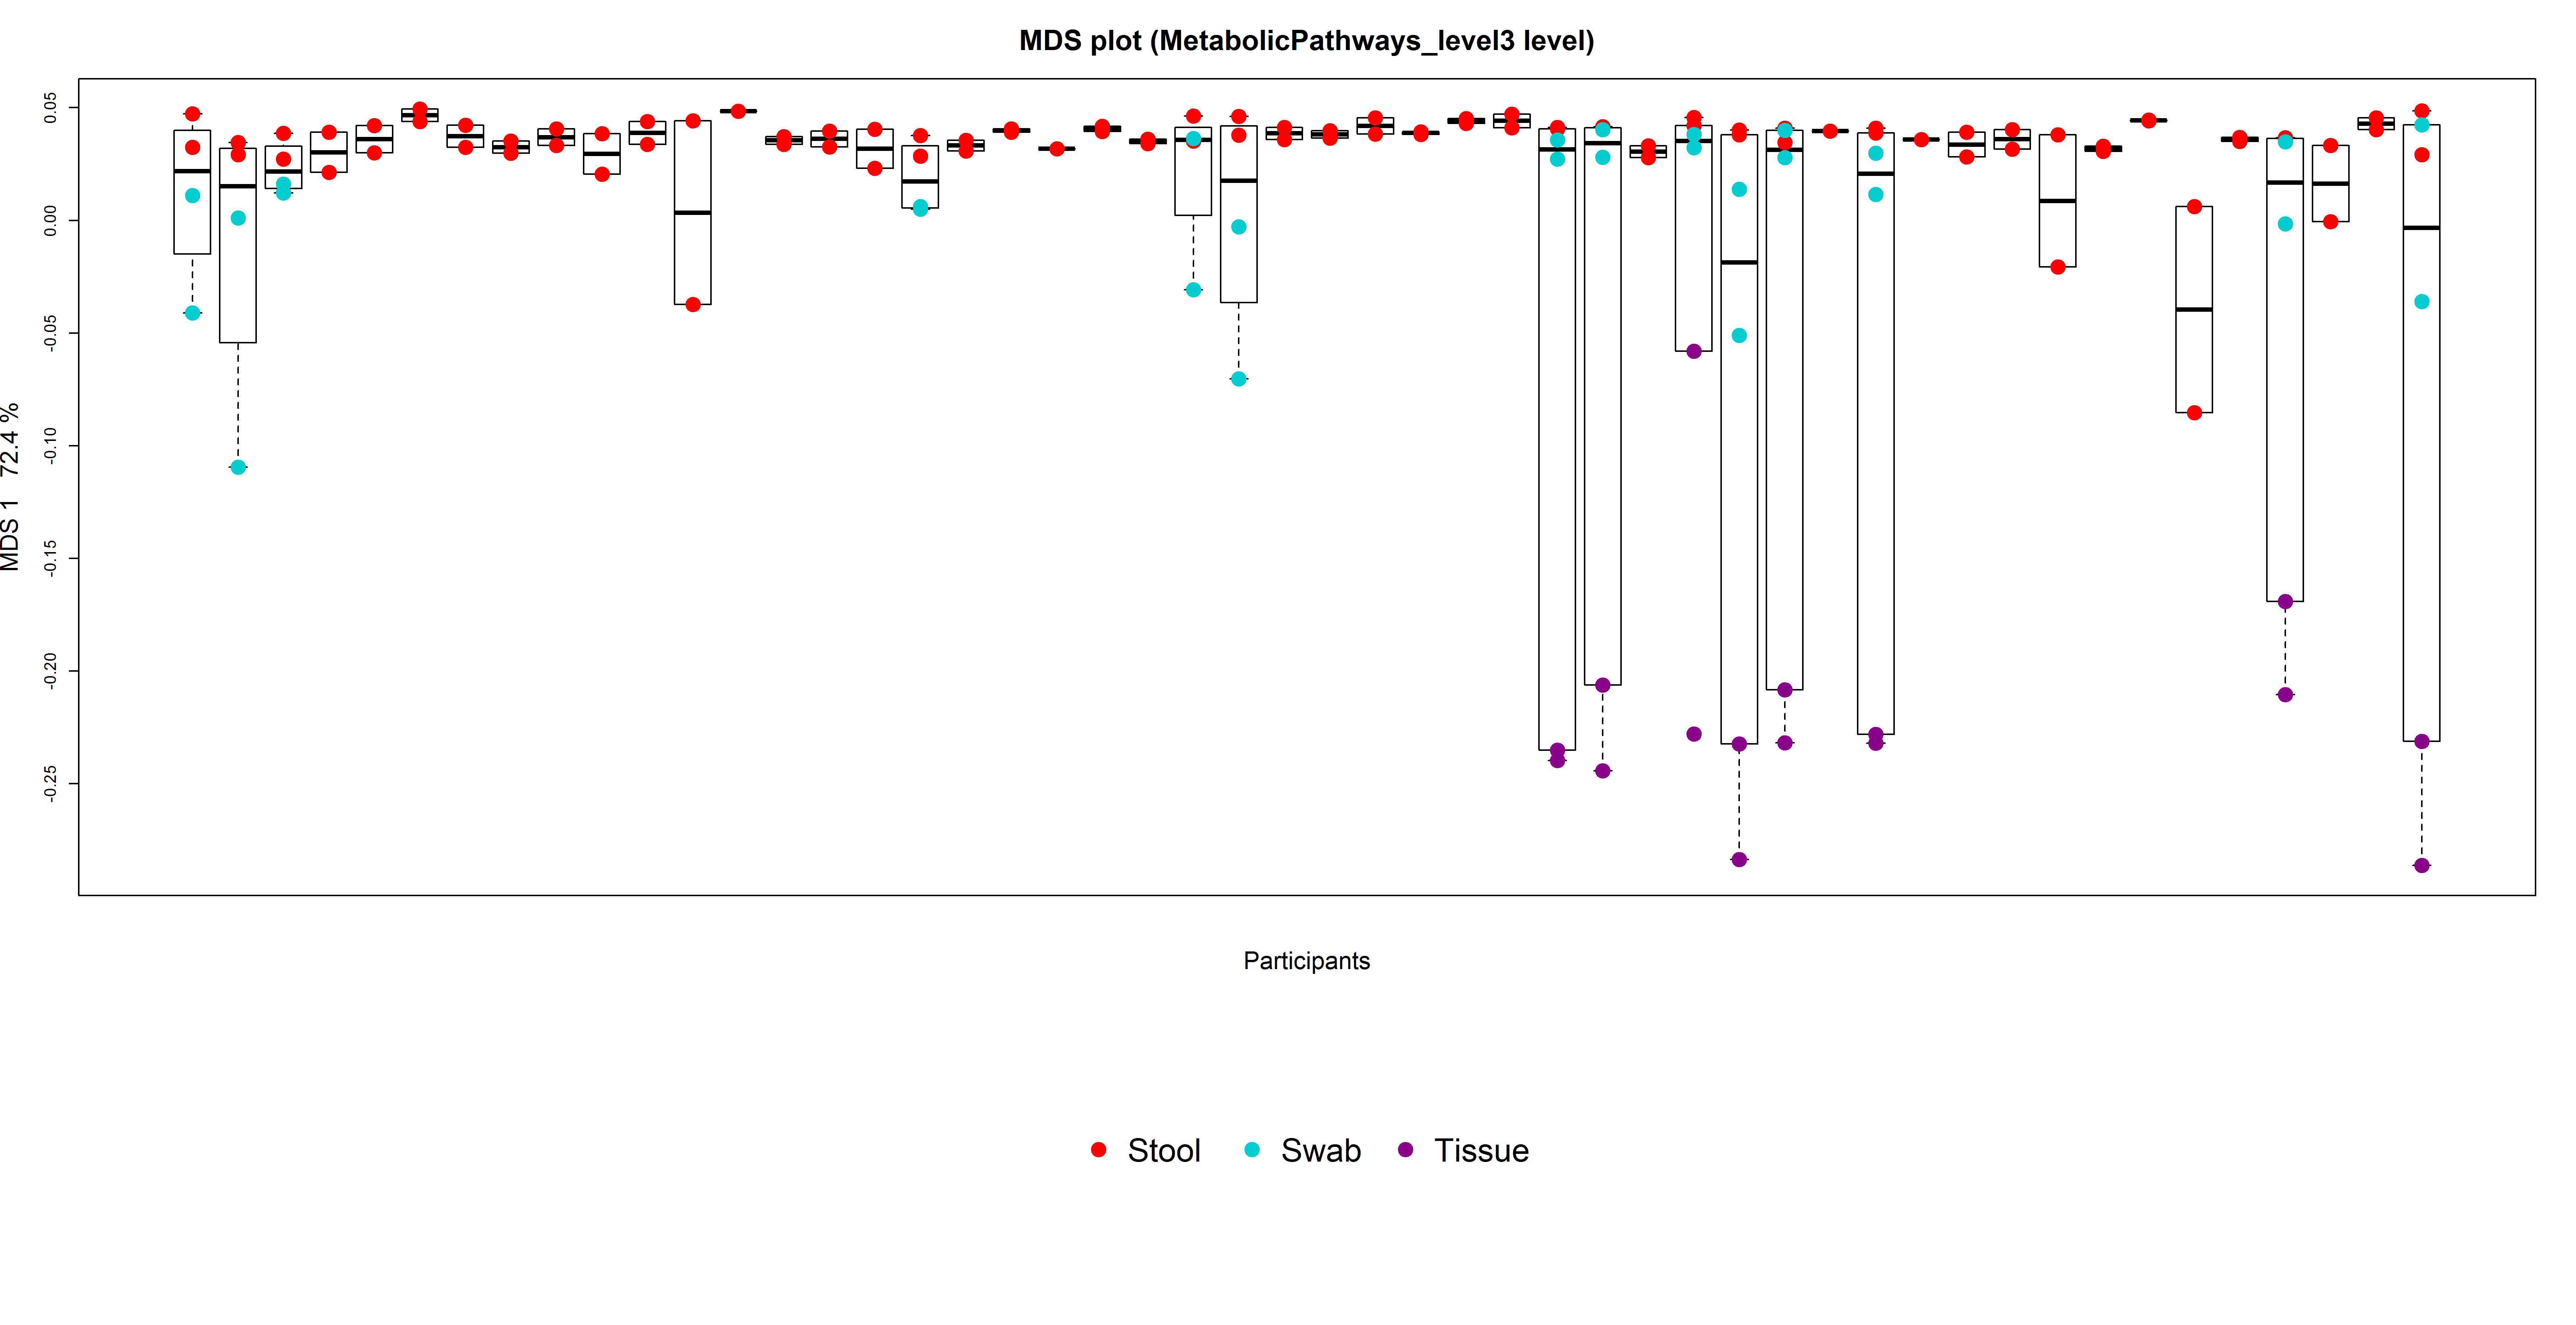 MDS plot (MetabolicPathways_level3 level)
0.05
0.00
-0.05
-0.10
-0.15
-0.20
-0.25
MDS 1 72.4 %
Participants
Stool Swab Tissue